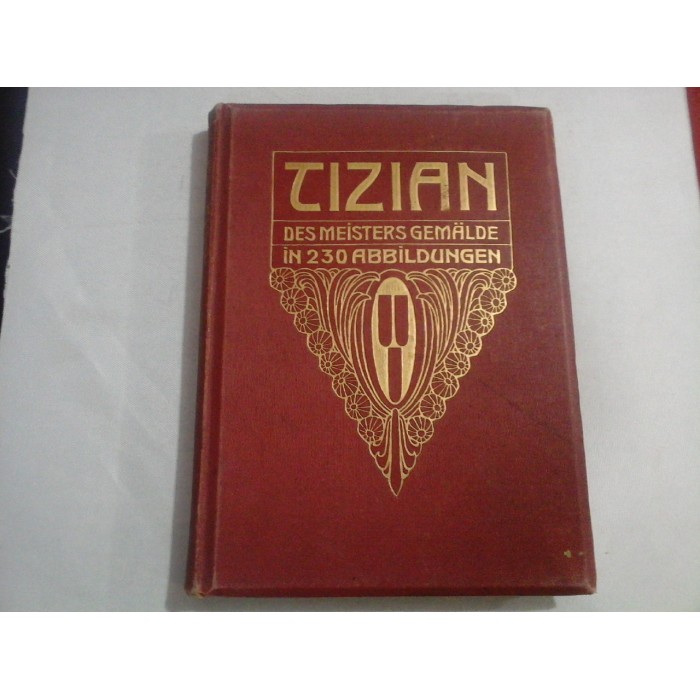 TIZIAN
DES MEISTERS GEMÄLDE
IN 230 ABBILDUNGEN